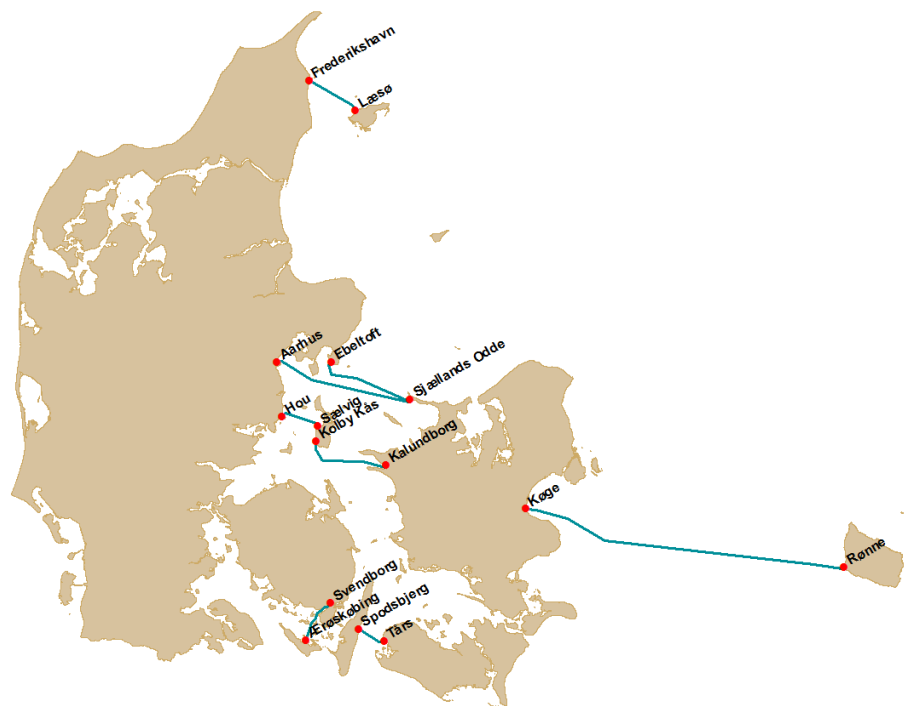 Frederikshavn
Læsø
Aarhus
Ebeltoft
Sjællands Odde
Hou
Sælvig
Kolby Kås
Kalundborg
Køge
Rønne
Svendborg
Ærøskøbing
Spodsbjerg
Tårs